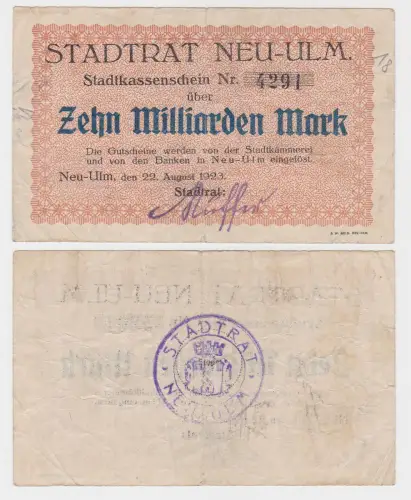 STADTRAT NEU-ULM.
Stadtkassenschein Nr. 4291
über
Zehn Milliarden Mark
Die Gutscheine werden von der Stadtkämmerei
und von den Banken in Neu-Ulm eingelöst.
Neu-Ulm, den 22. August 1923.
Stadtrat:
18
STADTRAT
NEU-ULM